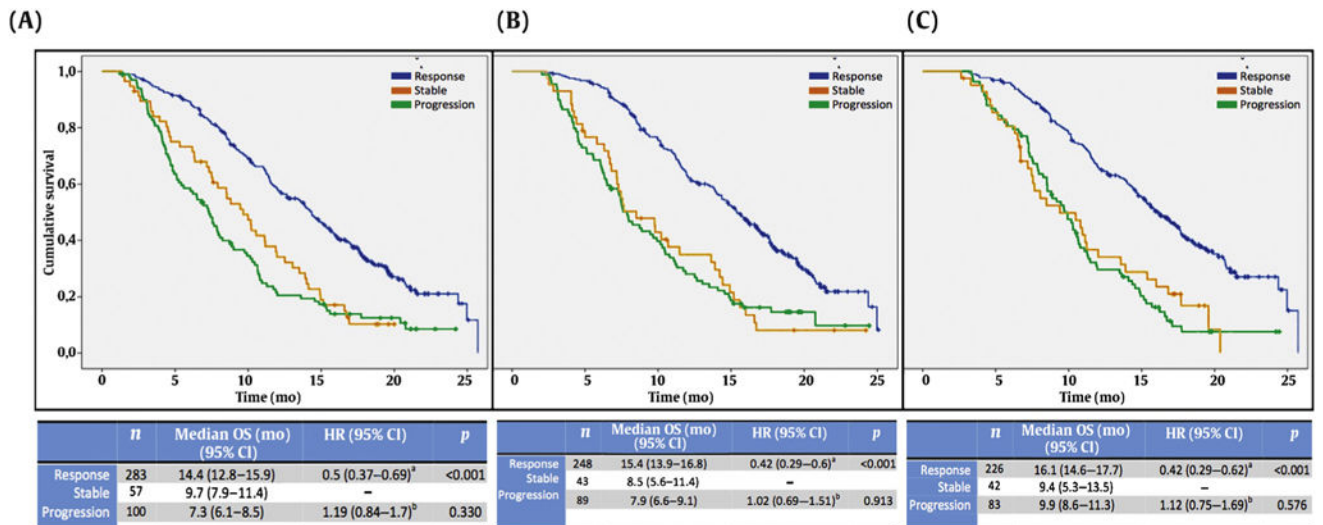 (A)
(B)
(C)
Cumulative survival
1,0
0,8
0,6
0,4
0,2
0,0
Response
Stable
Progression
0 5 10 15 20 25
Time (mo)
Response
Stable
Progression
0 5 10 15 20 25
Time (mo)
Response
Stable
Progression
0 5 10 15 20 25
Time (mo)
n Median OS (mo) HR (95% CI) p
(95% CI)
Response 283 14.4 (12.8–15.9) 0.5 (0.37–0.69)a <0.001
Stable 57 9.7 (7.9–11.4) –
Progression 100 7.3 (6.1–8.5) 1.19 (0.84–1.7)b 0.330
n Median OS (mo) HR (95% CI) p
(95% CI)
Response 248 15.4 (13.9–16.8) 0.42 (0.29–0.6)a <0.001
Stable 43 8.5 (5.6–11.4) –
Progression 89 7.9 (6.6–9.1) 1.02 (0.69–1.51)b 0.913
n Median OS (mo) HR (95% CI) p
(95% CI)
Response 226 16.1 (14.6–17.7) 0.42 (0.29–0.62)a <0.001
Stable 42 9.4 (5.3–13.5) –
Progression 83 9.9 (8.6–11.3) 1.12 (0.75–1.69)b 0.576